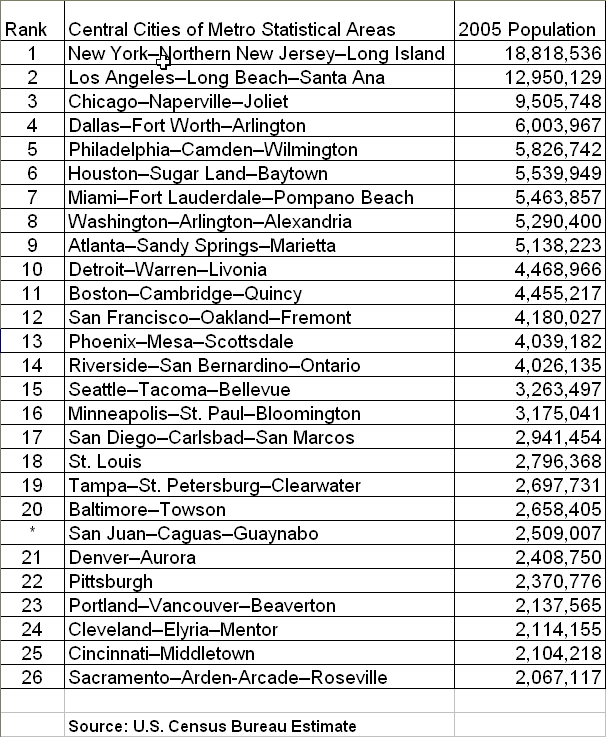 Rank Central Cities of Metro Statistical Areas 2005 Population
1 New York–Northern New Jersey–Long Island 18,818,536
2 Los Angeles–Long Beach–Santa Ana 12,950,129
3 Chicago–Naperville–Joliet 9,505,748
4 Dallas–Fort Worth–Arlington 6,003,967
5 Philadelphia–Camden–Wilmington 5,826,742
6 Houston–Sugar Land–Baytown 5,539,949
7 Miami–Fort Lauderdale–Pompano Beach 5,463,857
8 Washington–Arlington–Alexandria 5,290,400
9 Atlanta–Sandy Springs–Marietta 5,138,223
10 Detroit–Warren–Livonia 4,468,966
11 Boston–Cambridge–Quincy 4,455,217
12 San Francisco–Oakland–Fremont 4,180,027
13 Phoenix–Mesa–Scottsdale 4,039,182
14 Riverside–San Bernardino–Ontario 4,026,135
15 Seattle–Tacoma–Bellevue 3,263,497
16 Minneapolis–St. Paul–Bloomington 3,175,041
17 San Diego–Carlsbad–San Marcos 2,941,454
18 St. Louis 2,796,368
19 Tampa–St. Petersburg–Clearwater 2,697,731
20 Baltimore–Towson 2,658,405
* San Juan–Caguas–Guaynabo 2,509,007
21 Denver–Aurora 2,408,750
22 Pittsburgh 2,370,776
23 Portland–Vancouver–Beaverton 2,137,565
24 Cleveland–Elyria–Mentor 2,114,155
25 Cincinnati–Middletown 2,104,218
26 Sacramento–Arden-Arcade–Roseville 2,067,117
Source: U.S. Census Bureau Estimate